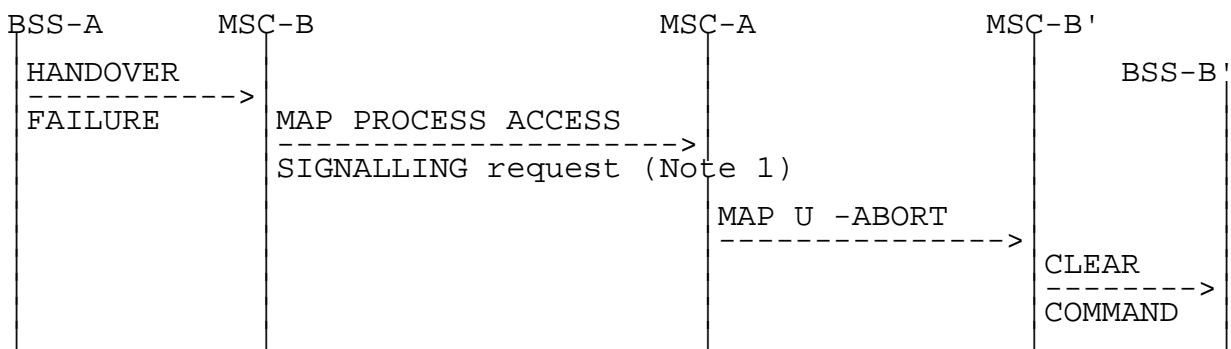 BSS-A MSC-B MSC-A MSC-B'
HANDOVER BSS-B'
FAILURE MAP PROCESS ACCESS
SIGNALLING request (Note 1)
MAP U -ABORT
CLEAR
COMMAND